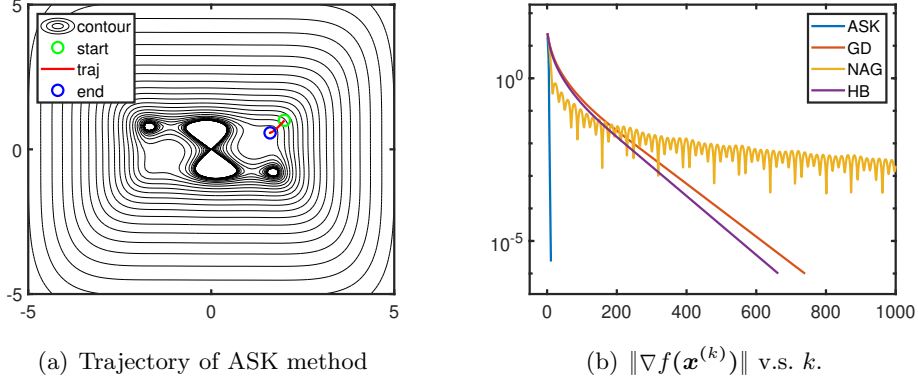 5
contour
start
traj
end
0
-5
-5
0
5
(a) Trajectory of ASK method
ASK
GD
NAG
HB
10^0
10^-5
0
200
400
600
800
1000
(b) ‖∇f(x^(k))‖ v.s. k.